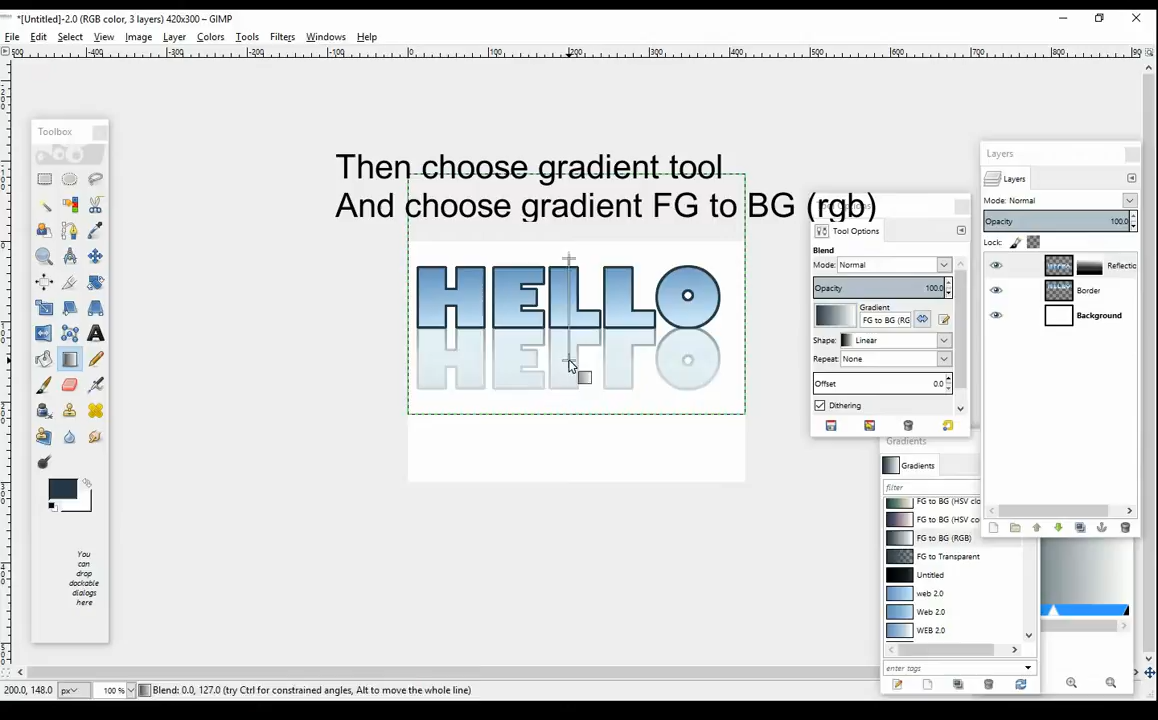 *[Untitled]-2.0 (RGB color, 3 layers) 420x300 – GIMP
File Edit Select View Image Layer Colors Tools Filters Windows Help
Toolbox
Then choose gradient tool
And choose gradient FG to BG (rgb)
HELLO
HELLO
Layers
Layers
Mode: Normal
Opacity 100.0
Lock:
Reflectio
Border
Background
Tool Options
Blend
Mode: Normal
Opacity 100.0
Gradient
FG to BG (RG
Shape: Linear
Repeat: None
Offset 0.0
Dithering
Gradients
Gradients
filter
FG to BG (HSV clo
FG to BG (HSV co
FG to BG (RGB)
FG to Transparent
Untitled
web 2.0
Web 2.0
WEB 2.0
enter tags
You
can
drop
dockable
dialogs
here
200.0, 148.0 px 100 % Blend: 0.0, 127.0 (try Ctrl for constrained angles, Alt to move the whole line)